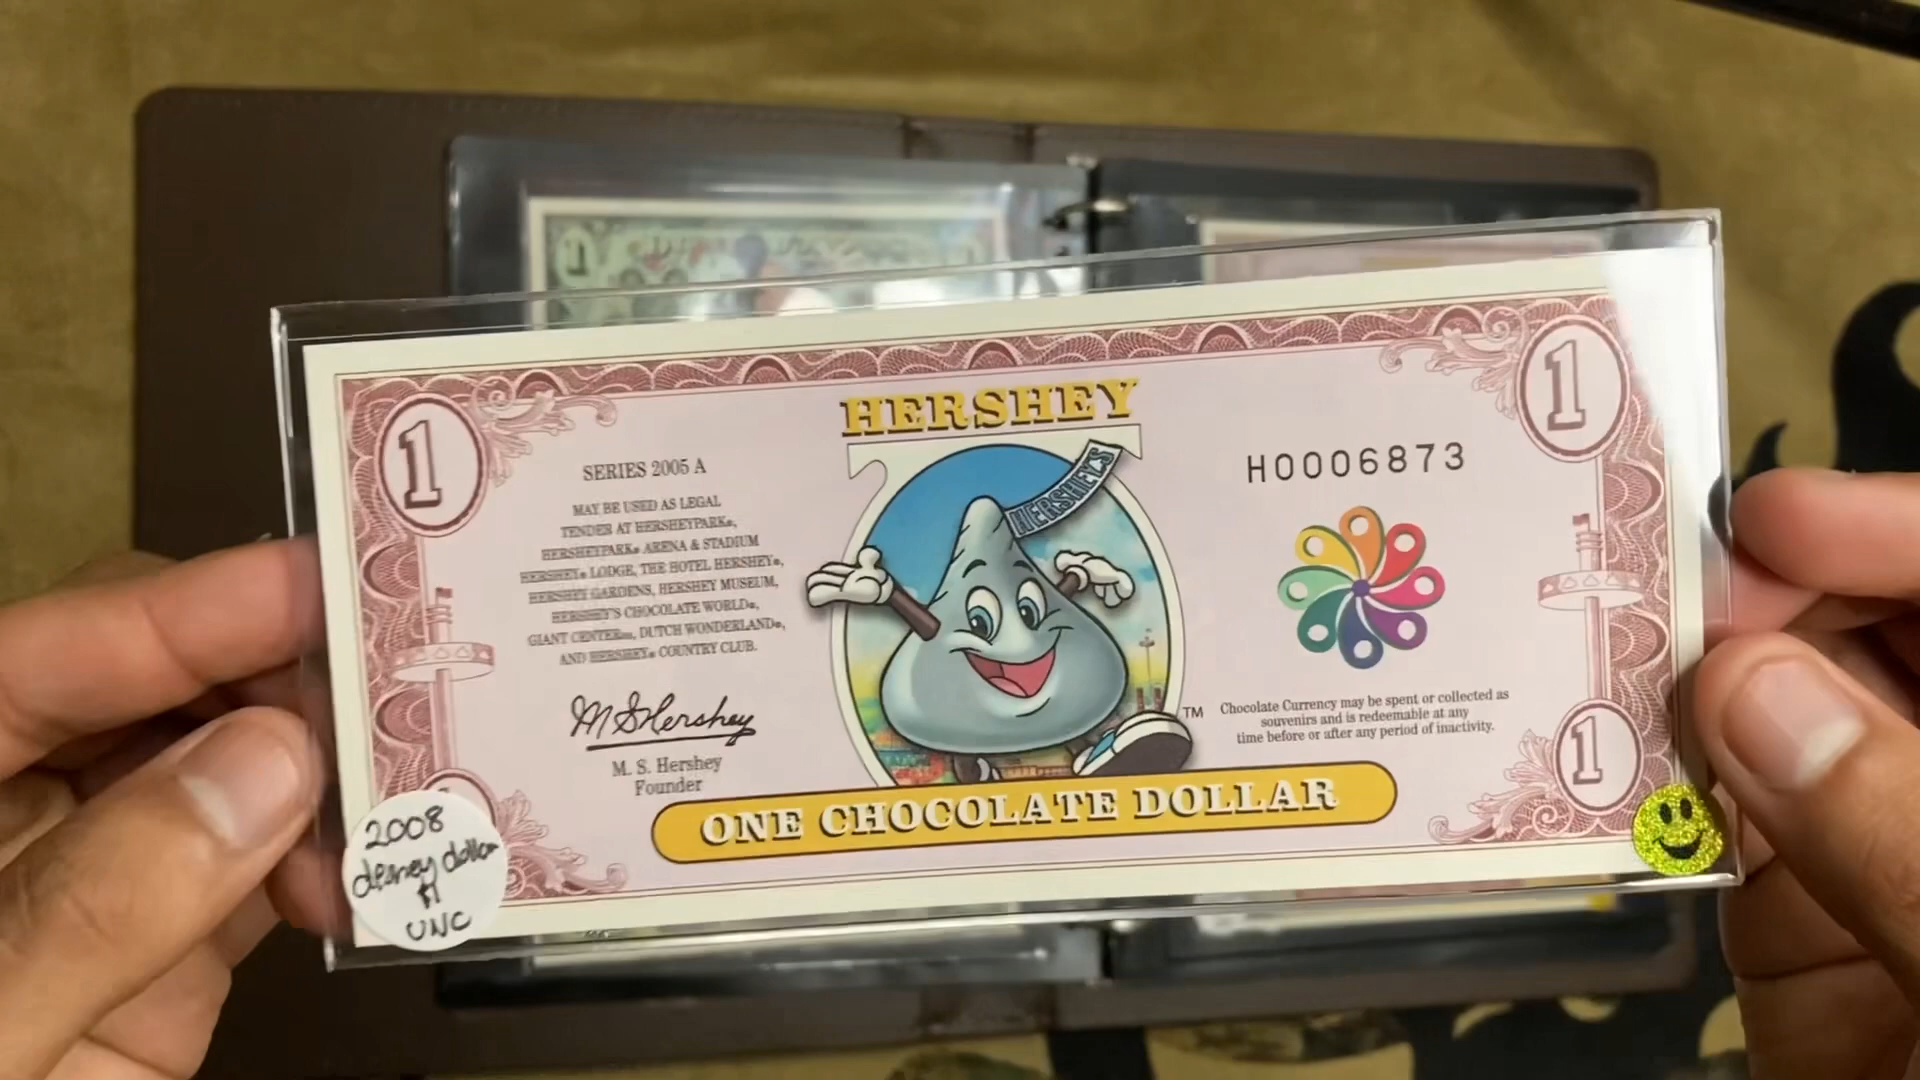 HERSHEY
1
1
SERIES 2005 A
MAY BE USED AS LEGAL
TENDER AT HERSHEYPARK®,
HERSHEYPARK® ARENA & STADIUM
HERSHEY® LODGE, THE HOTEL HERSHEY®,
HERSHEY GARDENS, HERSHEY MUSEUM,
HERSHEY'S CHOCOLATE WORLD®,
GIANT CENTER℠, DUTCH WONDERLAND®,
AND HERSHEY® COUNTRY CLUB.
M S Hershey
M. S. Hershey
Founder
HERSHEY'S
TM
H0006873
Chocolate Currency may be spent or collected as
souvenirs and is redeemable at any
time before or after any period of inactivity.
1
ONE CHOCOLATE DOLLAR
2008
disney dollar
$1
UNC